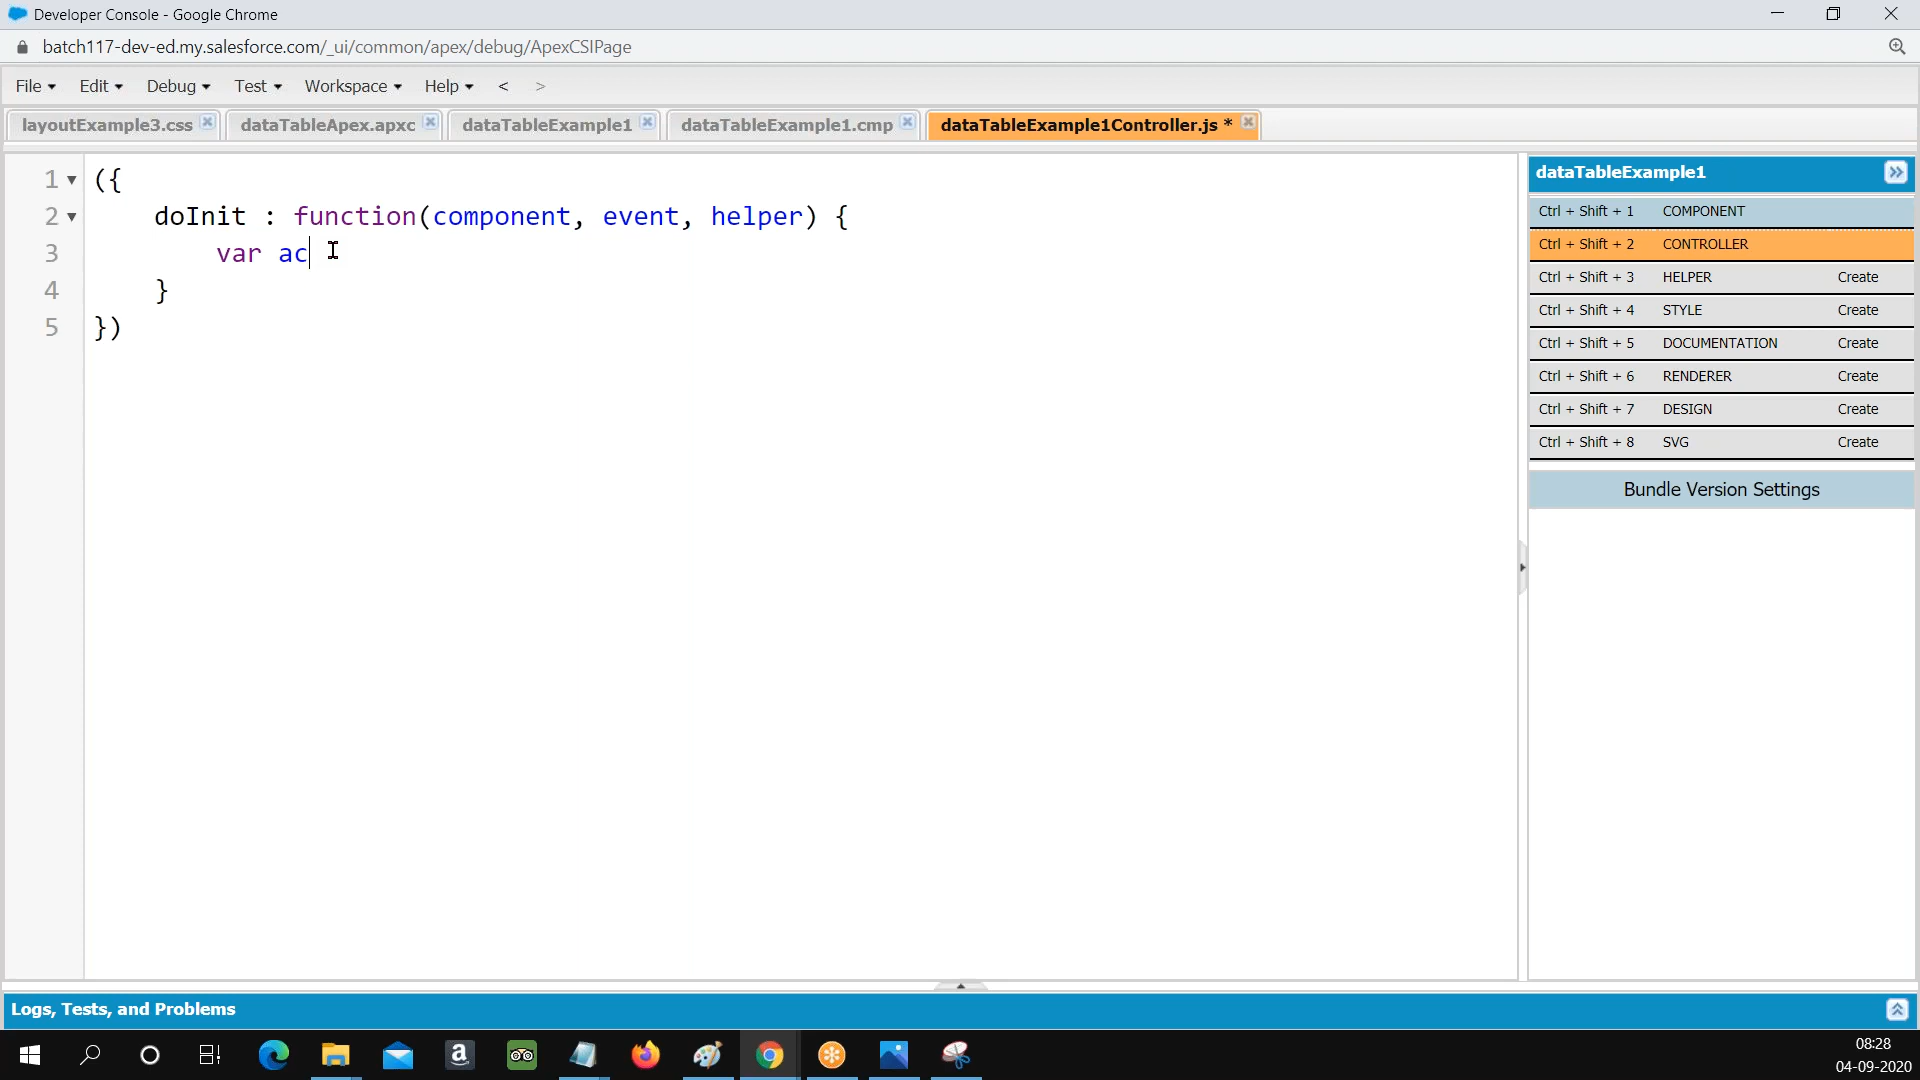 Developer Console - Google Chrome
batch117-dev-ed.my.salesforce.com/_ui/common/apex/debug/ApexCSIPage
File Edit Debug Test Workspace Help < >
layoutExample3.css dataTableApex.apxc dataTableExample1 dataTableExample1.cmp dataTableExample1Controller.js *
1 ({
2 doInit : function(component, event, helper) {
3 var ac
4 }
5 })
dataTableExample1
Ctrl + Shift + 1 COMPONENT
Ctrl + Shift + 2 CONTROLLER
Ctrl + Shift + 3 HELPER Create
Ctrl + Shift + 4 STYLE Create
Ctrl + Shift + 5 DOCUMENTATION Create
Ctrl + Shift + 6 RENDERER Create
Ctrl + Shift + 7 DESIGN Create
Ctrl + Shift + 8 SVG Create
Bundle Version Settings
Logs, Tests, and Problems
08:28
04-09-2020